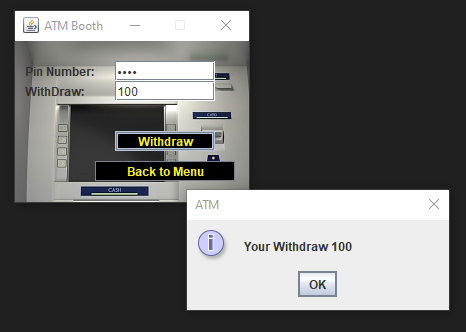 ATM Booth
Pin Number: ••••
WithDraw: 100
Withdraw
Back to Menu
CASH
ATM
Your Withdraw 100
OK